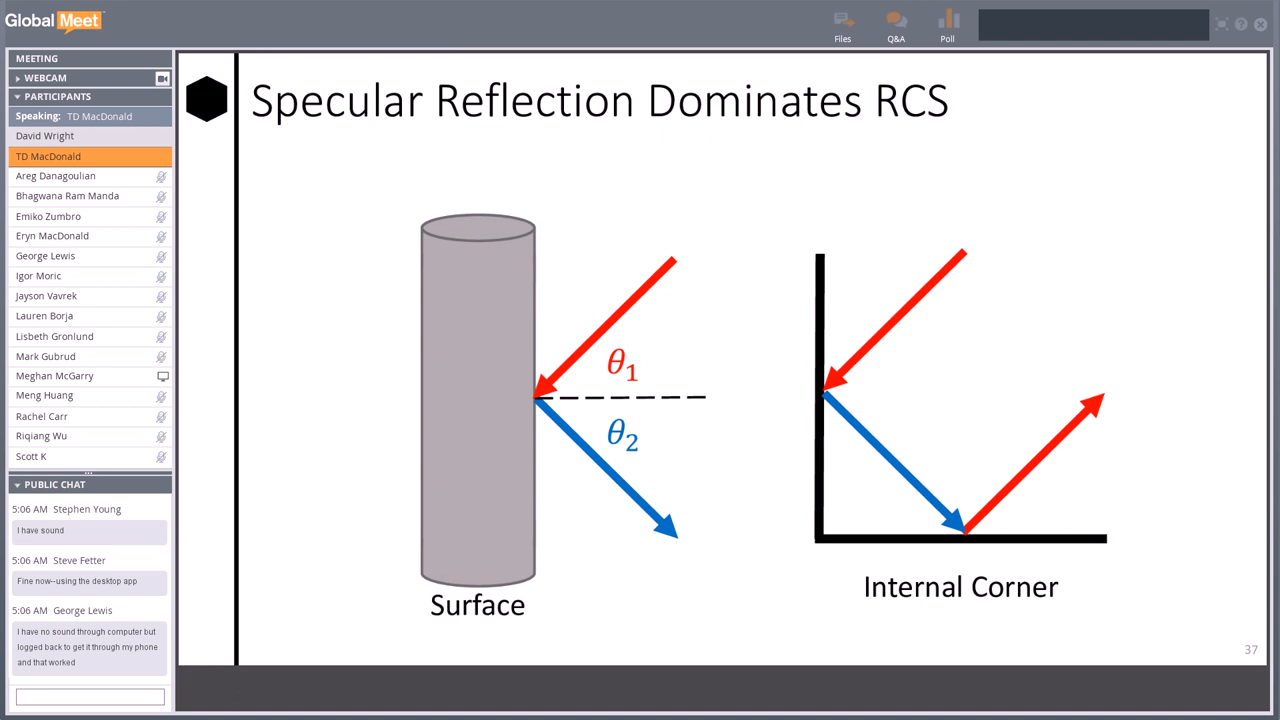 Global Meet
Files
Q&A
Poll
MEETING
WEBCAM
PARTICIPANTS
Speaking: TD MacDonald
David Wright
TD MacDonald
Areg Danagoulian
Bhagwana Ram Manda
Emiko Zumbro
Eryn MacDonald
George Lewis
Igor Moric
Jayson Vavrek
Lauren Borja
Lisbeth Gronlund
Mark Gubrud
Meghan McGarry
Meng Huang
Rachel Carr
Riqiang Wu
Scott K
PUBLIC CHAT
5:06 AM Stephen Young
I have sound
5:06 AM Steve Fetter
Fine now--using the desktop app
5:06 AM George Lewis
I have no sound through computer but
logged back to get it through my phone
and that worked
Specular Reflection Dominates RCS
θ1
θ2
Surface
Internal Corner
37